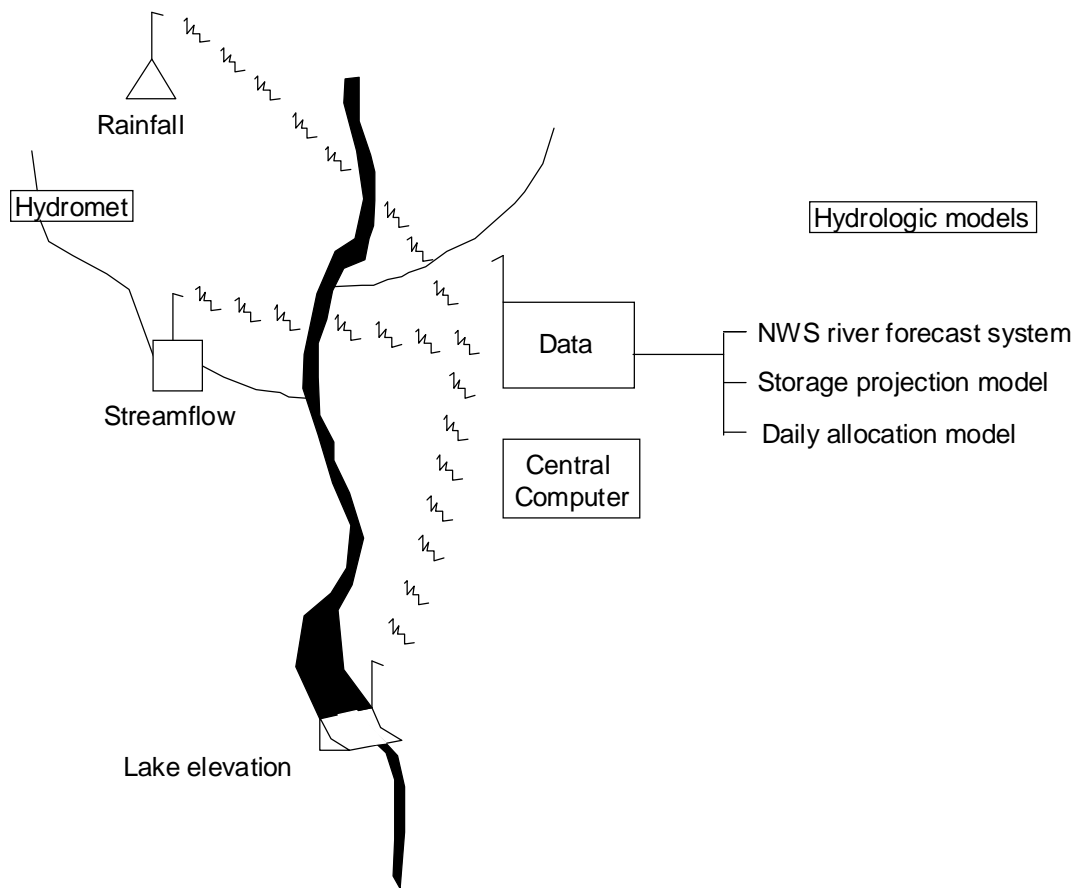 Rainfall
Hydromet
Hydrologic models
Data
NWS river forecast system
Storage projection model
Daily allocation model
Streamflow
Central
Computer
Lake elevation